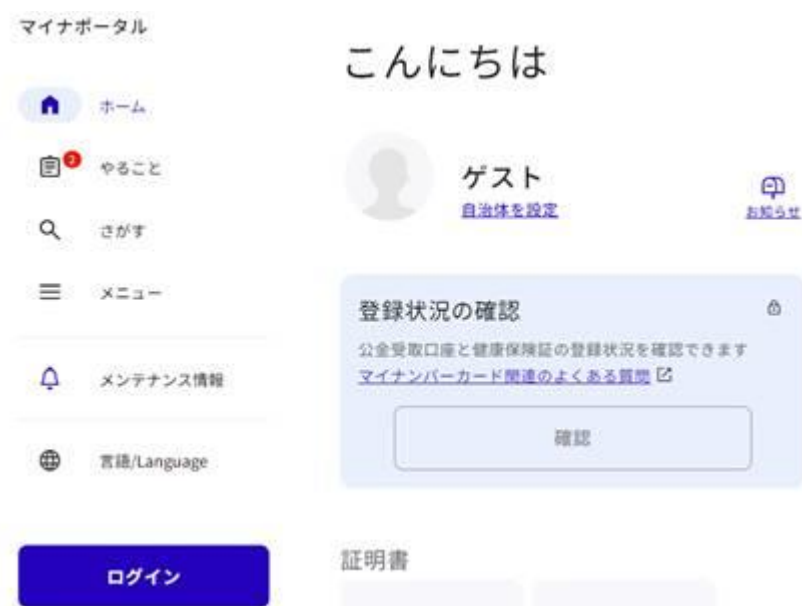 マイナポータル
ホーム
2
やること
さがす
メニュー
メンテナンス情報
言語/Language
ログイン
こんにちは
ゲスト
自治体を設定
お知らせ
登録状況の確認
公金受取口座と健康保険証の登録状況を確認できます
マイナンバーカード関連のよくある質問
確認
証明書